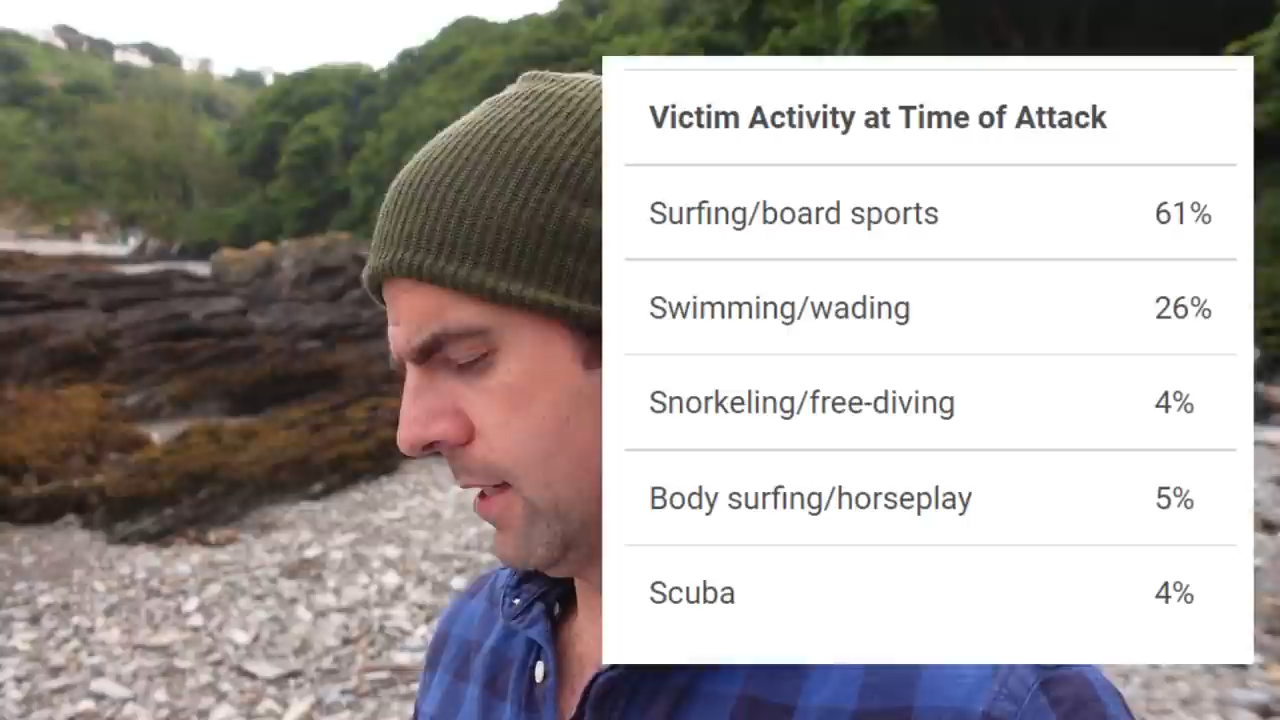 Victim Activity at Time of Attack
Surfing/board sports 61%
Swimming/wading 26%
Snorkeling/free-diving 4%
Body surfing/horseplay 5%
Scuba 4%